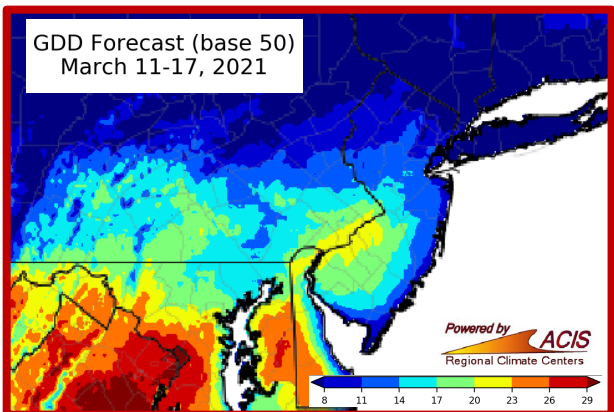 GDD Forecast (base 50)
March 11-17, 2021
Powered by
ACIS
Regional Climate Centers
8 11 14 17 20 23 26 29